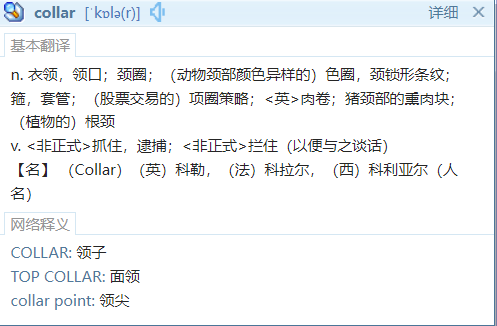 collar [ˈkɒlə(r)] 详细
基本翻译
n. 衣领，领口；颈圈；（动物颈部颜色异样的）色圈，颈锁形条纹；
箍，套管；（股票交易的）项圈策略；<英>肉卷；猪颈部的熏肉块；
（植物的）根颈
v. <非正式>抓住，逮捕；<非正式>拦住（以便与之谈话）
【名】（Collar）（英）科勒，（法）科拉尔，（西）科利亚尔（人
名）
网络释义
COLLAR: 领子
TOP COLLAR: 面领
collar point: 领尖